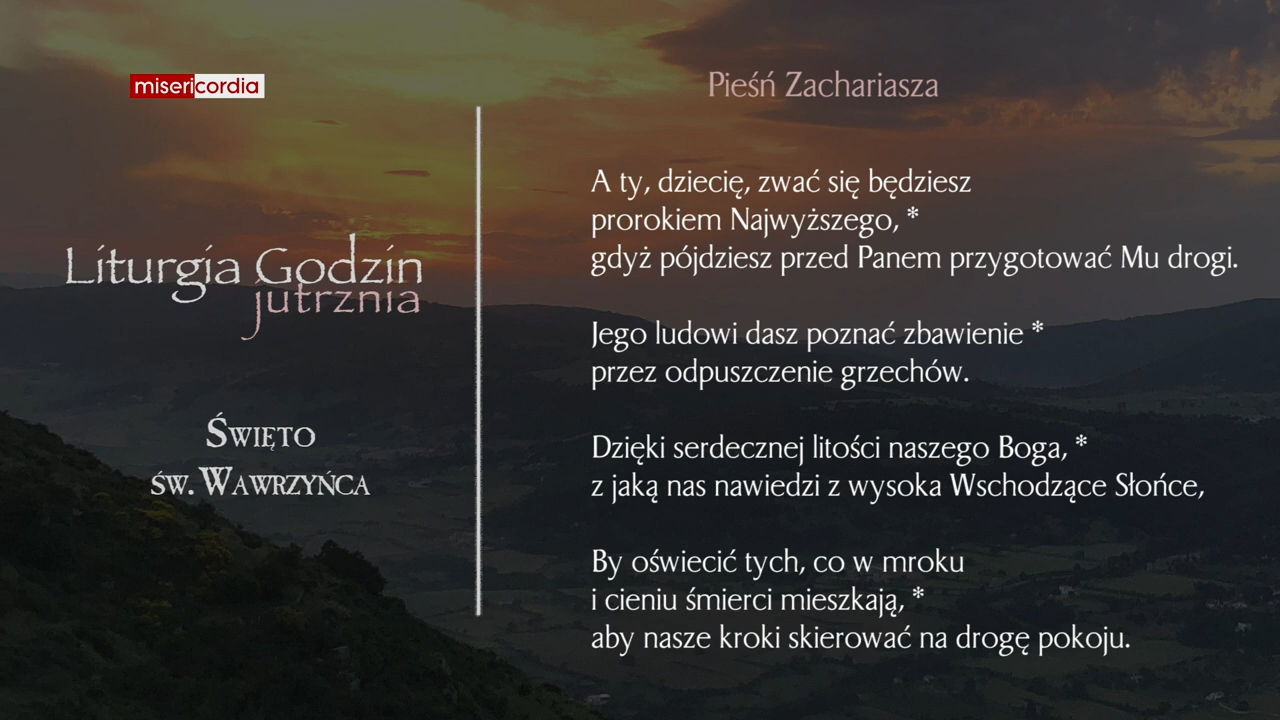 misericordia
Liturgia Godzin
jutrznia
Święto
św. Wawrzyńca
Pieśń Zachariasza
A ty, dziecię, zwać się będziesz
prorokiem Najwyższego, *
gdyż pójdziesz przed Panem przygotować Mu drogi.
Jego ludowi dasz poznać zbawienie *
przez odpuszczenie grzechów.
Dzięki serdecznej litości naszego Boga, *
z jaką nas nawiedzi z wysoka Wschodzące Słońce,
By oświecić tych, co w mroku
i cieniu śmierci mieszkają, *
aby nasze kroki skierować na drogę pokoju.